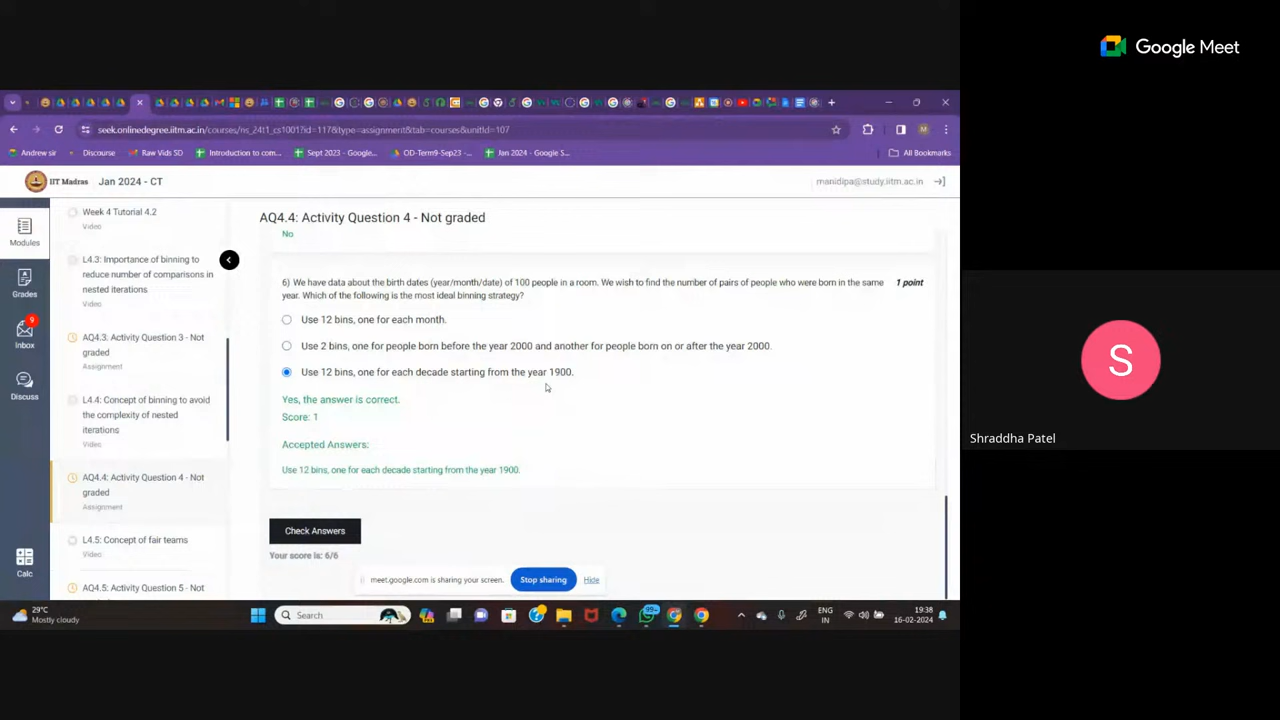 Google Meet
seek.onlinedegree.iitm.ac.in/courses/ns_24t1_cs1001?id=117&type=assignment&tab=courses&unitId=107
M
Andrew sir
Discourse
Raw Vids SD
Introduction to com...
Sept 2023 - Google...
OD-Term9-Sep23 -...
Jan 2024 - Google S...
All Bookmarks
IIT Madras
Jan 2024 - CT
manidipa@study.iitm.ac.in
Modules
Grades
9
Inbox
Discuss
Calc
Week 4 Tutorial 4.2
Video
L4.3: Importance of binning to
reduce number of comparisons in
nested iterations
Video
AQ4.3: Activity Question 3 - Not
graded
Assignment
L4.4: Concept of binning to avoid
the complexity of nested
iterations
Video
AQ4.4: Activity Question 4 - Not
graded
Assignment
L4.5: Concept of fair teams
Video
AQ4.5: Activity Question 5 - Not
AQ4.4: Activity Question 4 - Not graded
No
6) We have data about the birth dates (year/month/date) of 100 people in a room. We wish to find the number of pairs of people who were born in the same
year. Which of the following is the most ideal binning strategy?
1 point
Use 12 bins, one for each month.
Use 2 bins, one for people born before the year 2000 and another for people born on or after the year 2000.
Use 12 bins, one for each decade starting from the year 1900.
Yes, the answer is correct.
Score: 1
Accepted Answers:
Use 12 bins, one for each decade starting from the year 1900.
Check Answers
Your score is: 6/6
meet.google.com is sharing your screen.
Stop sharing
Hide
29°C
Mostly cloudy
Search
99+
ENG
IN
19:38
16-02-2024
S
Shraddha Patel